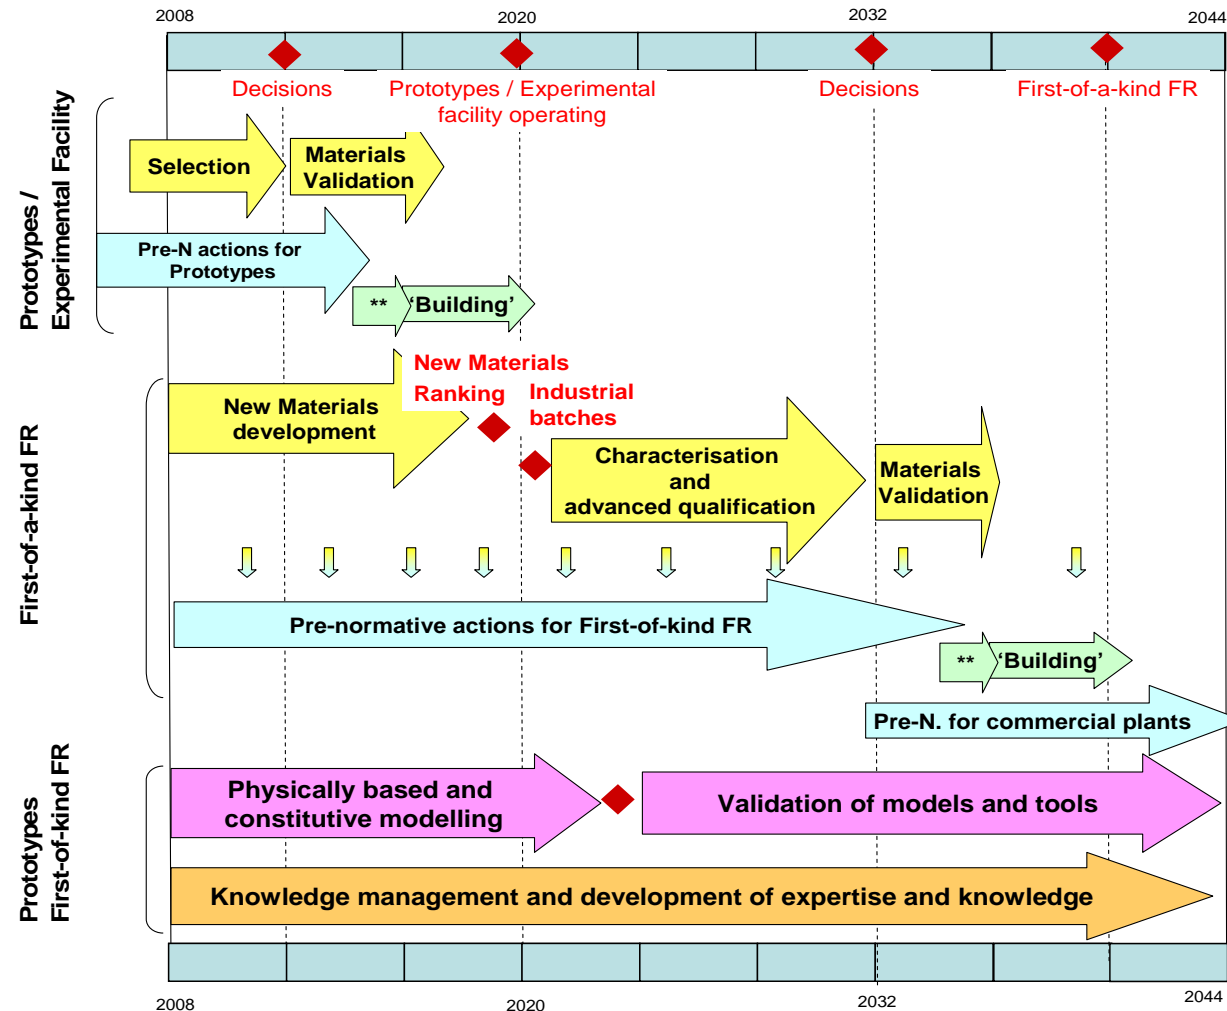 2008
2020
2032
2044
Decisions
Prototypes / Experimental
facility operating
Decisions
First-of-a-kind FR
Prototypes /
Experimental Facility
Selection
Materials
Validation
Pre-N actions for
Prototypes
**
‘Building’
First-of-a-kind FR
New Materials
Ranking
Industrial
batches
New Materials
development
Characterisation
and
advanced qualification
Materials
Validation
Pre-normative actions for First-of-kind FR
**
‘Building’
Pre-N. for commercial plants
Prototypes
First-of-kind FR
Physically based and
constitutive modelling
Validation of models and tools
Knowledge management and development of expertise and knowledge
2008
2020
2032
2044